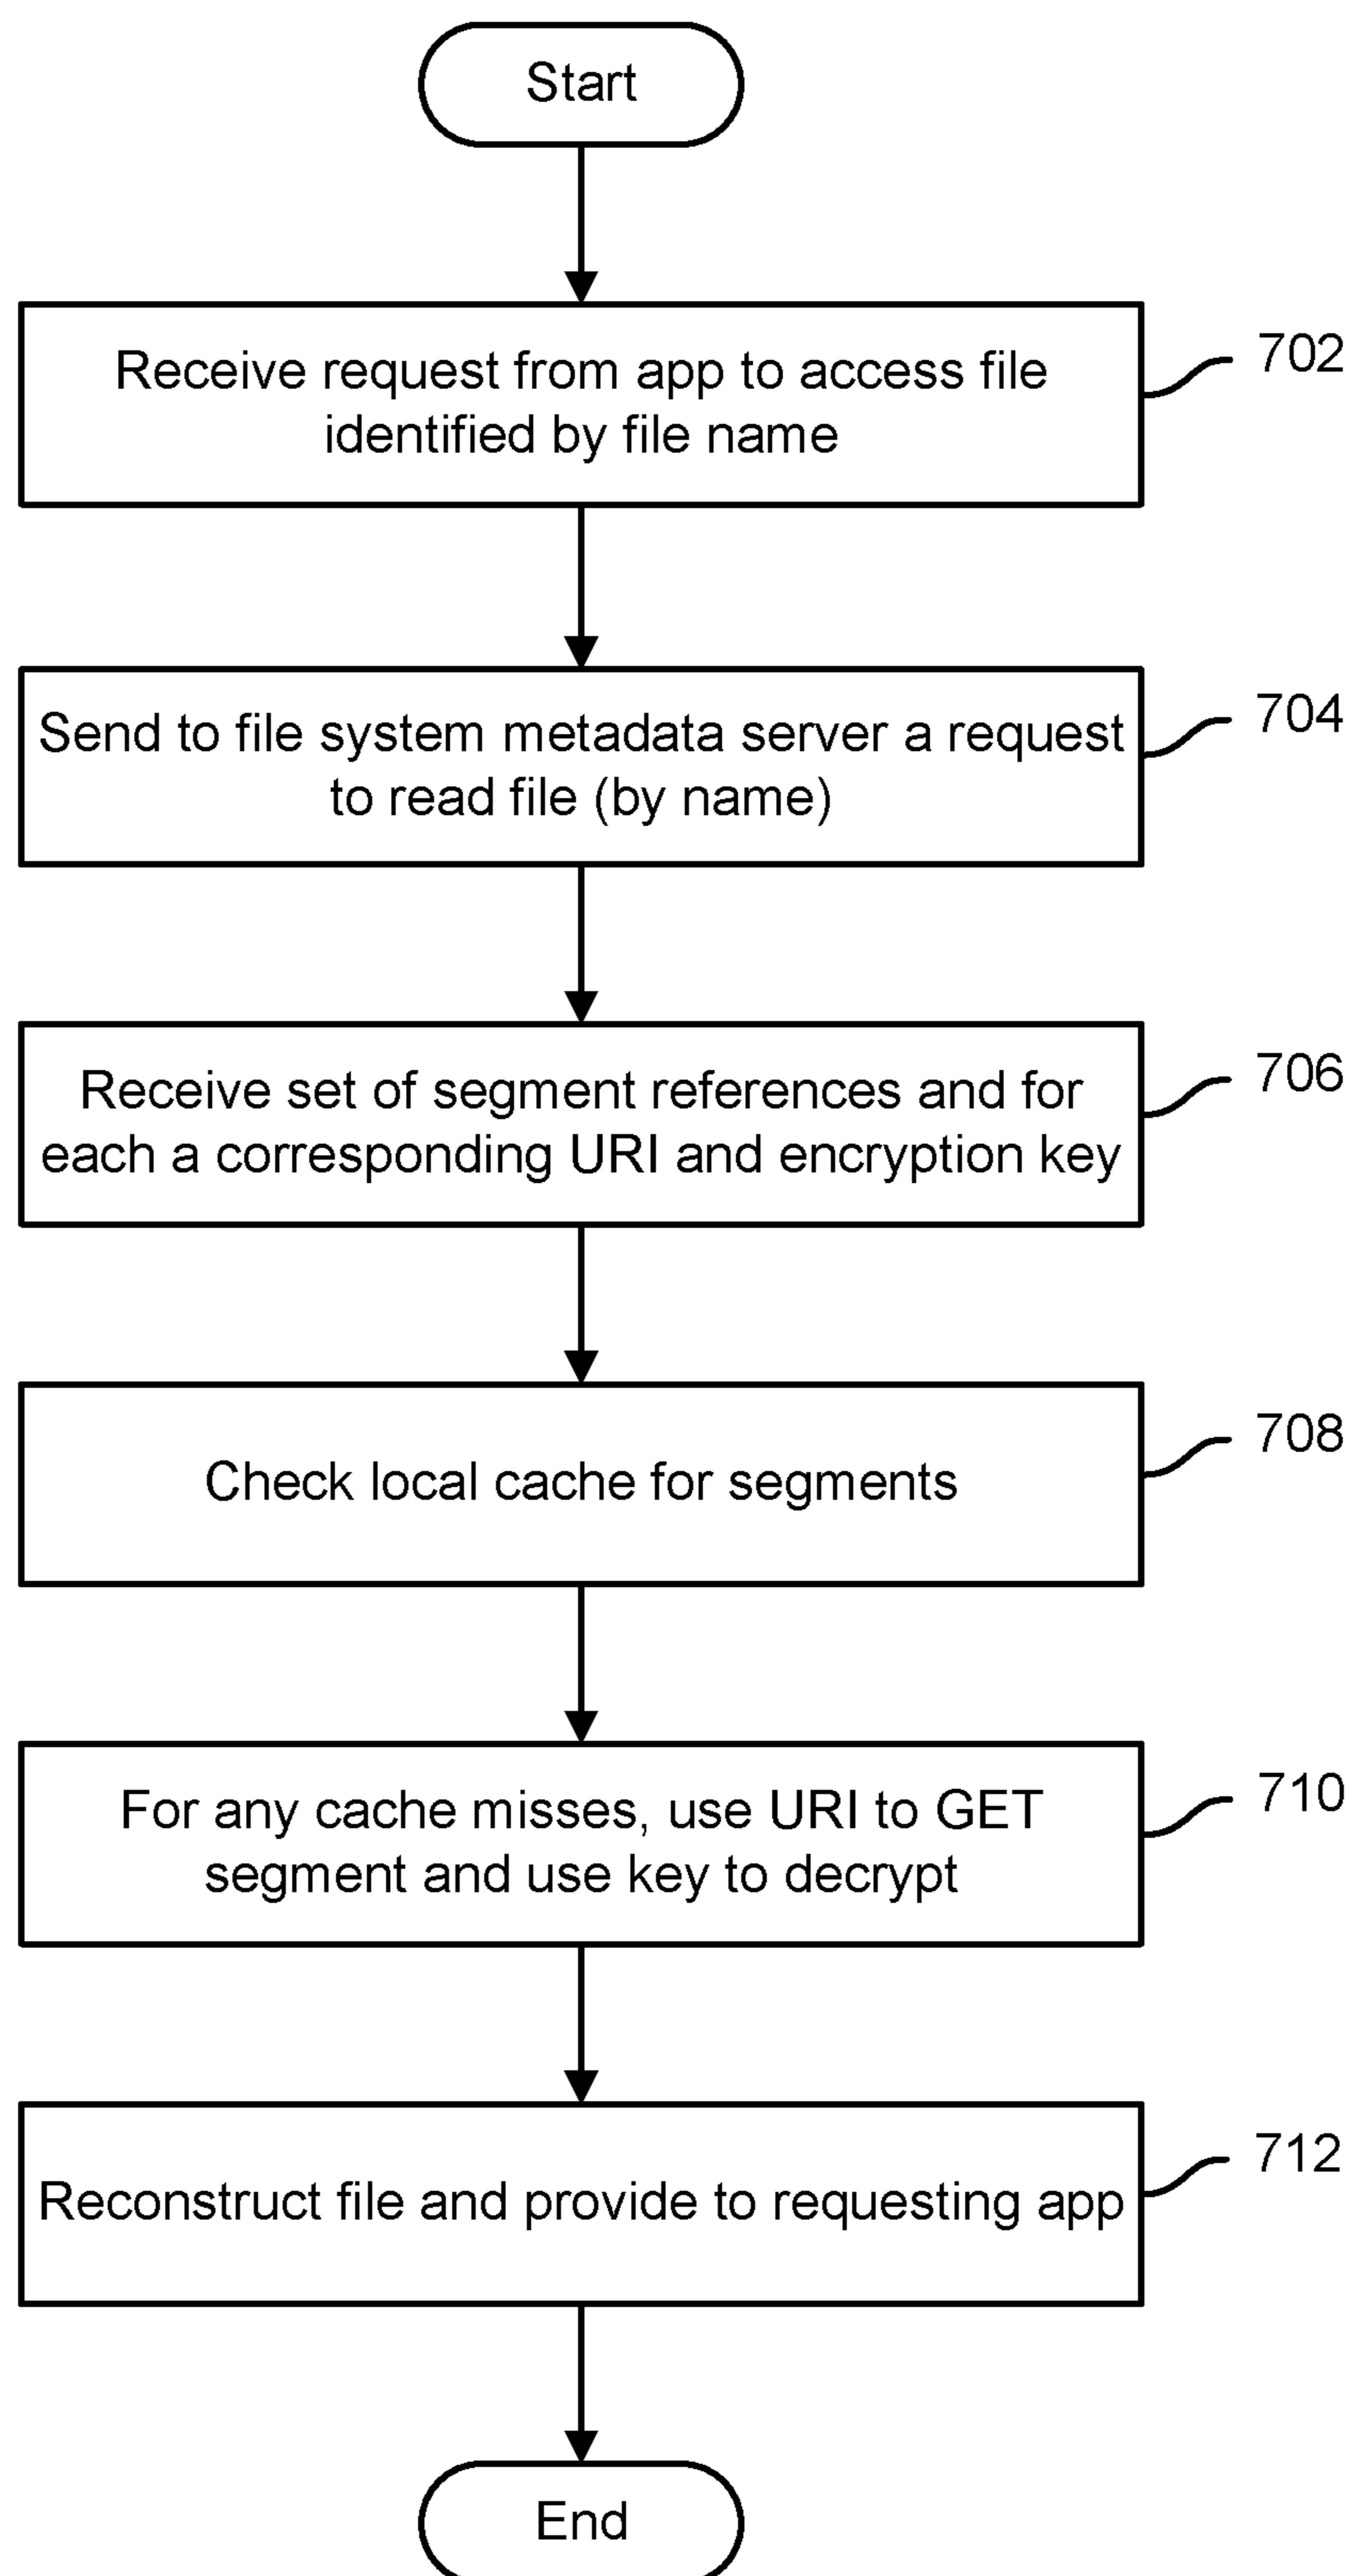 Start
Receive request from app to access file
identified by file name
702
Send to file system metadata server a request
to read file (by name)
704
Receive set of segment references and for
each a corresponding URI and encryption key
706
Check local cache for segments
708
For any cache misses, use URI to GET
segment and use key to decrypt
710
Reconstruct file and provide to requesting app
712
End